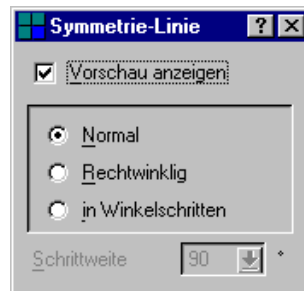 Symmetrie-Linie
Vorschau anzeigen
Normal
Rechtwinklig
in Winkelschritten
Schrittweite 90 °